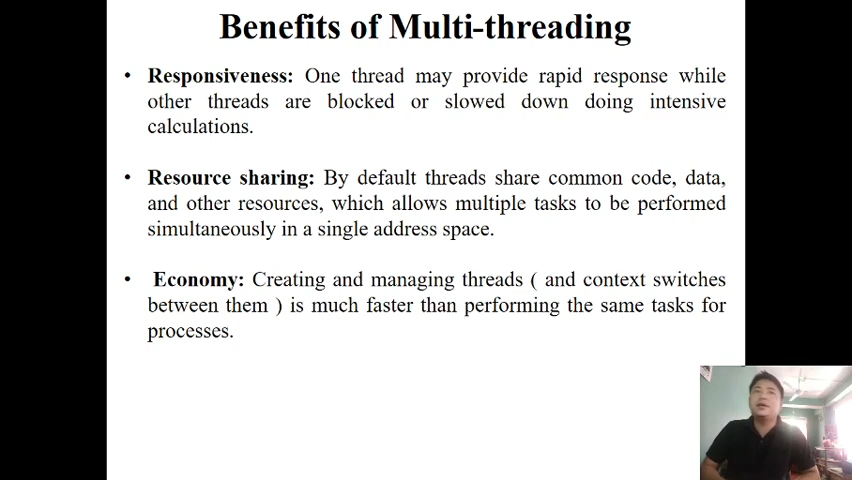 Benefits of Multi-threading
• Responsiveness: One thread may provide rapid response while
other threads are blocked or slowed down doing intensive
calculations.
• Resource sharing: By default threads share common code, data,
and other resources, which allows multiple tasks to be performed
simultaneously in a single address space.
• Economy: Creating and managing threads ( and context switches
between them ) is much faster than performing the same tasks for
processes.